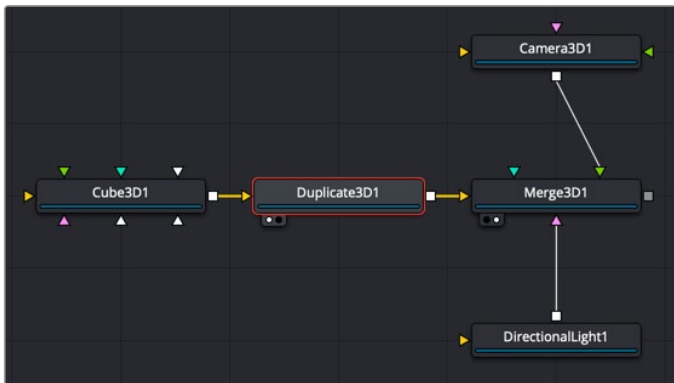 Camera3D1
Cube3D1
Duplicate3D1
Merge3D1
DirectionalLight1